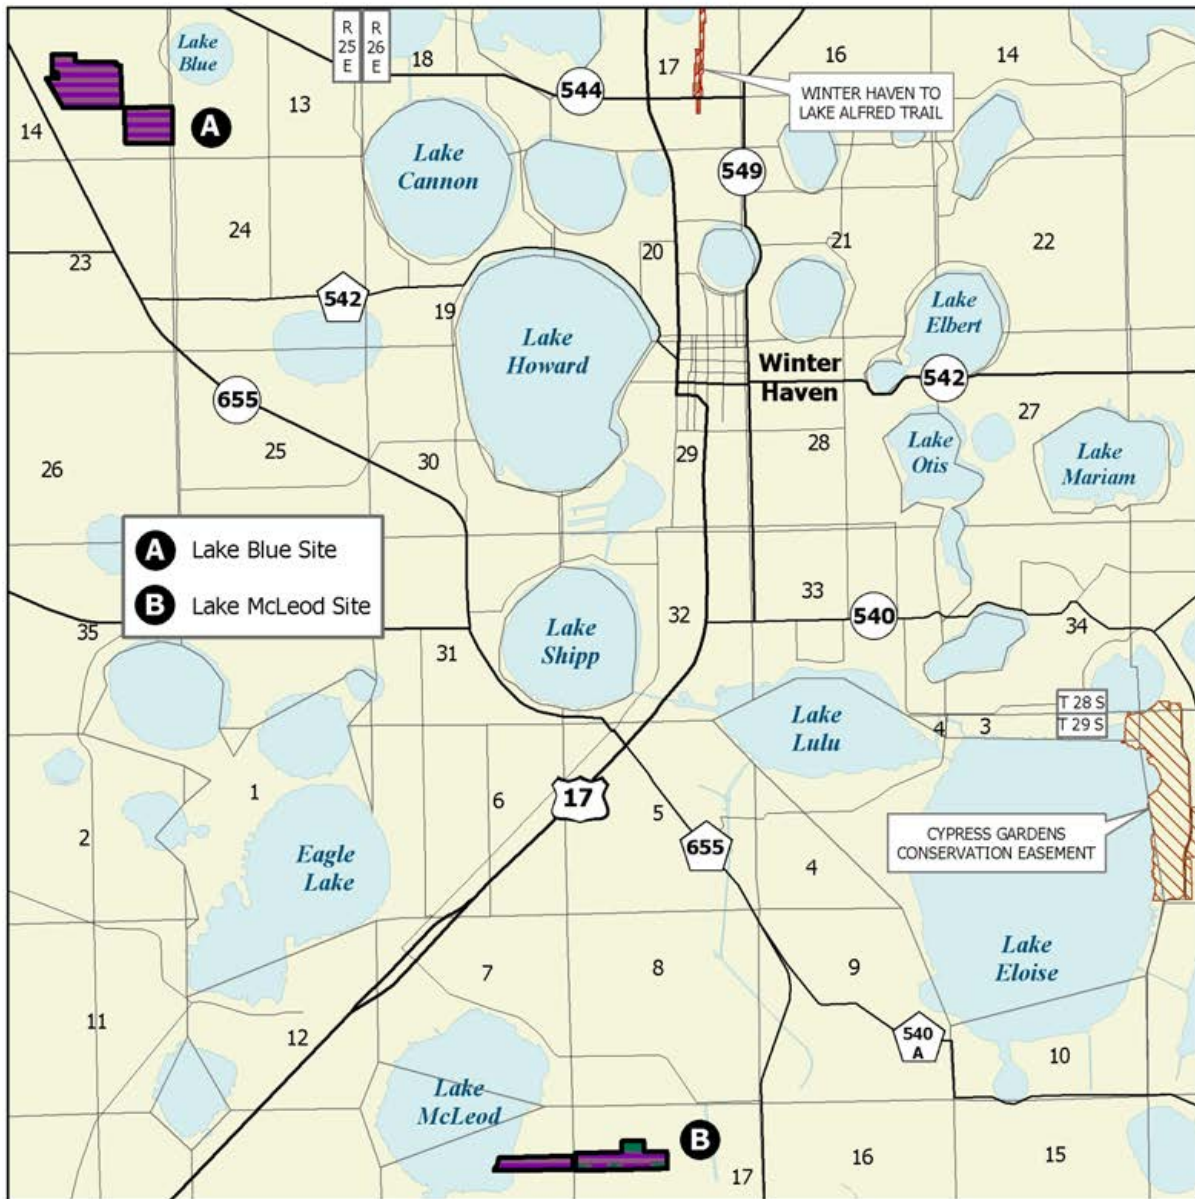 Lake
Blue
R
25
E
R
26
E
18
544
17
16
14
WINTER HAVEN TO
LAKE ALFRED TRAIL
14
A
13
Lake
Cannon
549
24
23
20
21
22
542
19
Lake
Howard
Lake
Elbert
Winter
Haven
542
655
27
26
25
30
29
28
Lake
Otis
Lake
Mariam
A Lake Blue Site
B Lake McLeod Site
35
31
Lake
Shipp
32
33
540
34
T 28 S
T 29 S
Lake
Lulu
4
3
1
6
17
5
2
655
4
CYPRESS GARDENS
CONSERVATION EASEMENT
Eagle
Lake
Lake
Eloise
7
8
9
11
12
540
A
10
Lake
McLeod
B
17
16
15